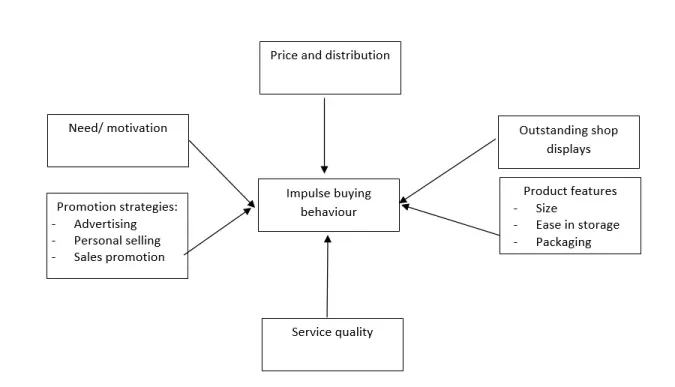 Price and distribution
Need/ motivation
Outstanding shop
displays
Promotion strategies:
- Advertising
- Personal selling
- Sales promotion
Impulse buying
behaviour
Product features
- Size
- Ease in storage
- Packaging
Service quality